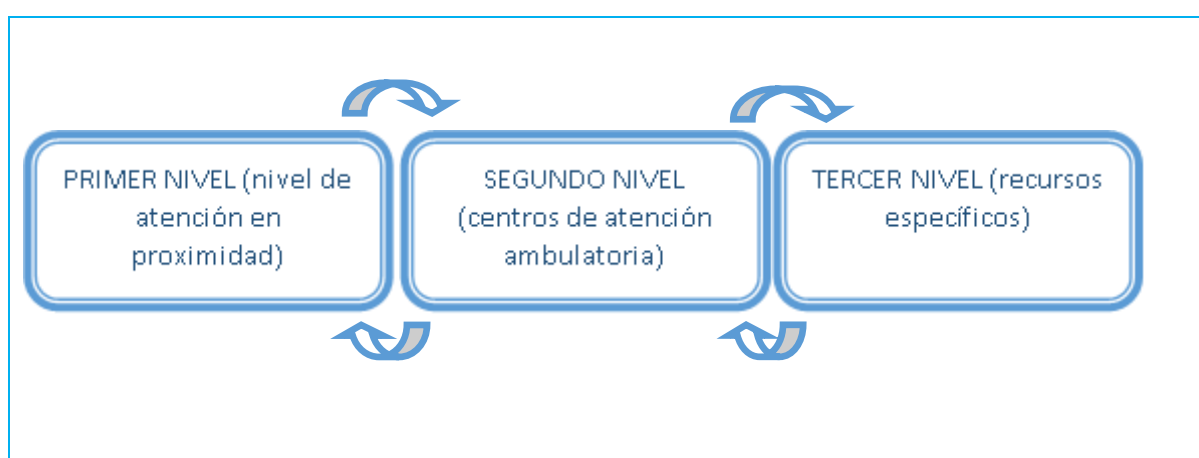 PRIMER NIVEL (nivel de
atención en
proximidad)
SEGUNDO NIVEL
(centros de atención
ambulatoria)
TERCER NIVEL (recursos
específicos)